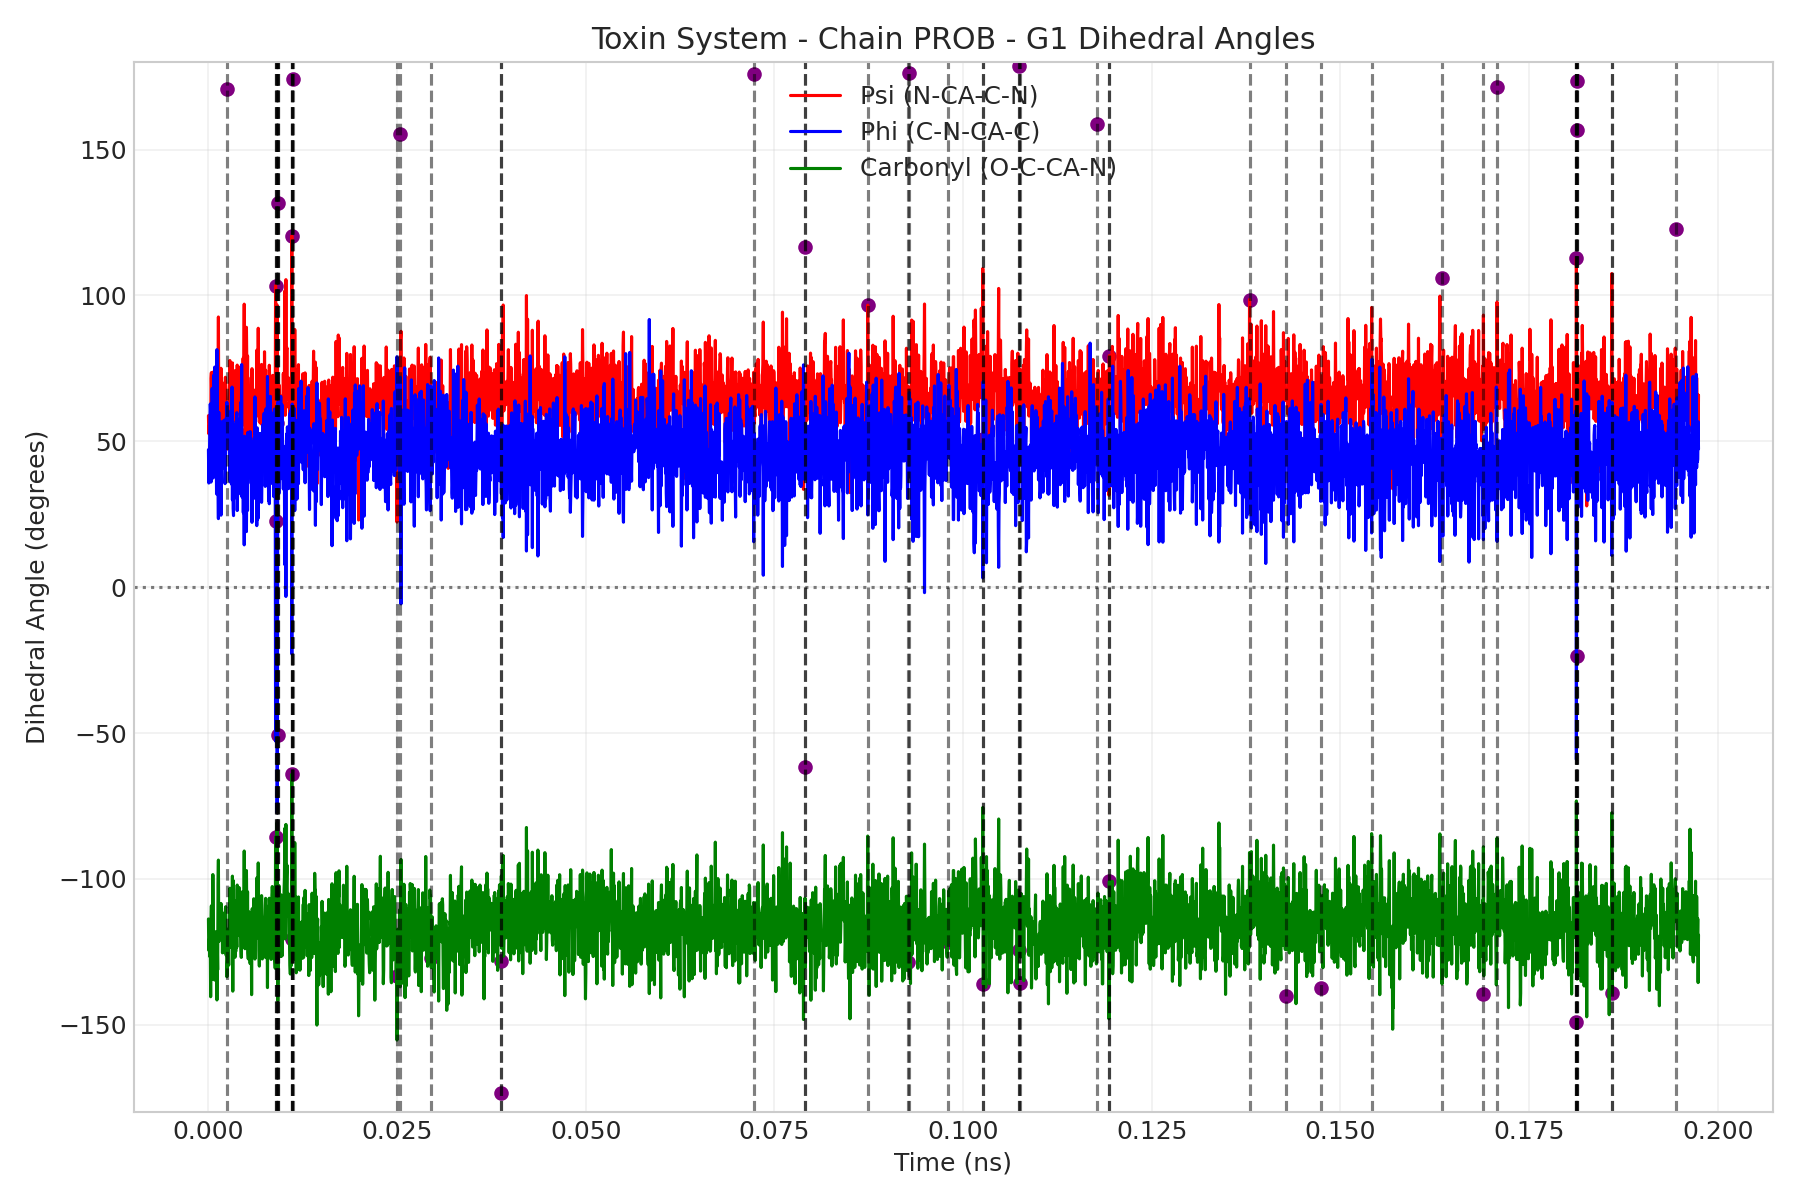 Toxin System - Chain PROB - G1 Dihedral Angles
Psi (N-CA-C-N)
Phi (C-N-CA-C)
Carbonyl (O-C-CA-N)
Dihedral Angle (degrees)
150
100
50
0
−50
−100
−150
0.000 0.025 0.050 0.075 0.100 0.125 0.150 0.175 0.200
Time (ns)